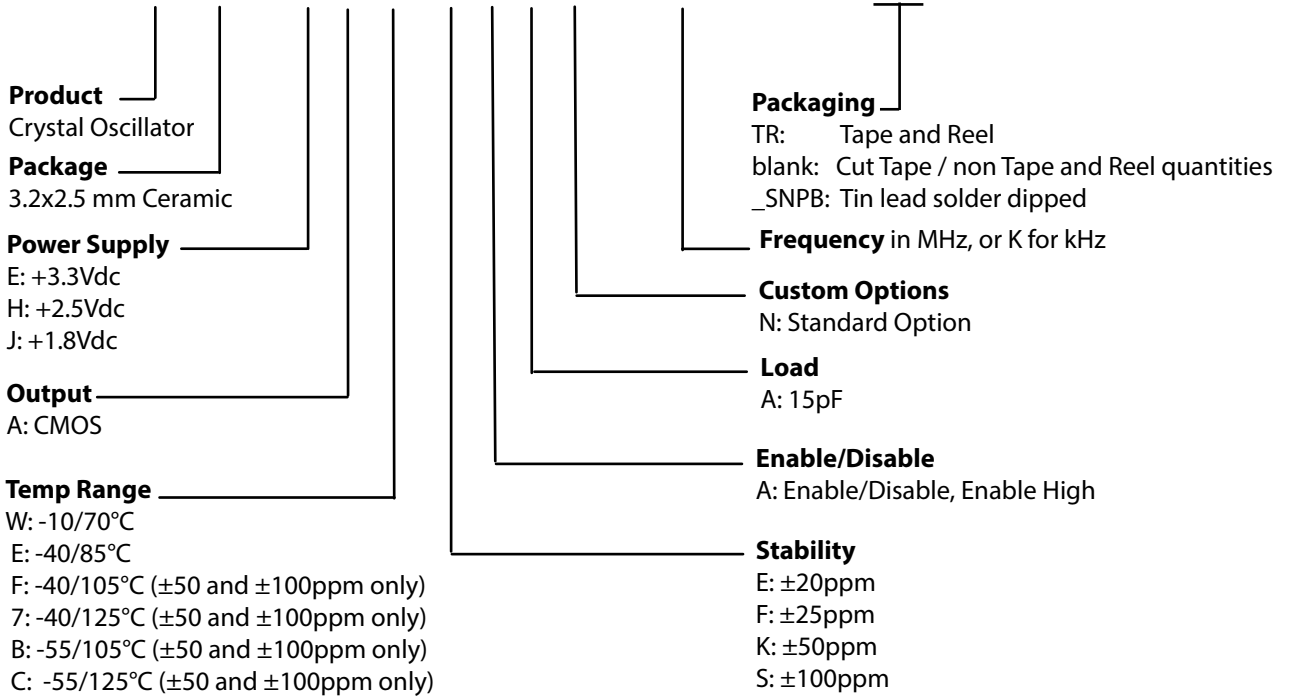 Product
Crystal Oscillator
Package
3.2x2.5 mm Ceramic
Power Supply
E: +3.3Vdc
H: +2.5Vdc
J: +1.8Vdc
Output
A: CMOS
Temp Range
W: -10/70°C
E: -40/85°C
F: -40/105°C (±50 and ±100ppm only)
7: -40/125°C (±50 and ±100ppm only)
B: -55/105°C (±50 and ±100ppm only)
C: -55/125°C (±50 and ±100ppm only)
Packaging
TR: Tape and Reel
blank: Cut Tape / non Tape and Reel quantities
_SNPB: Tin lead solder dipped
Frequency in MHz, or K for kHz
Custom Options
N: Standard Option
Load
A: 15pF
Enable/Disable
A: Enable/Disable, Enable High
Stability
E: ±20ppm
F: ±25ppm
K: ±50ppm
S: ±100ppm